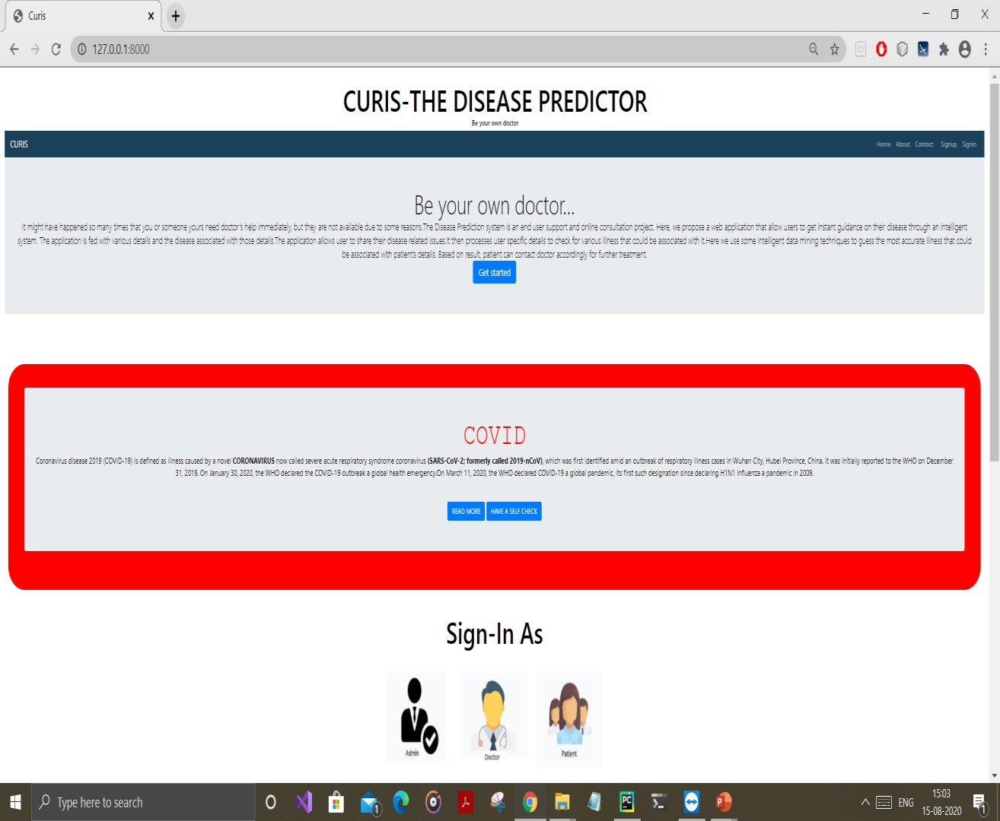 Curis
127.0.0.1:8000
CURIS-THE DISEASE PREDICTOR
Be your own doctor
CURIS
Home About Contact Signup Signin
Be your own doctor...
It might have happened so many times that you or someone yours need doctor's help immediately, but they are not available due to some reasons.The Disease Prediction system is an end user support and online consultation project. Here, we propose a web application that allow users to get instant guidance on their disease through an intelligent
system. The application is fed with various details and the disease associated with those details.The application allows user to share their disease related issues.It then processes user specific details to check for various illness that could be associated with it.Here we use some intelligent data mining techniques to guess the most accurate illness that could
be associated with patient's details. Based on result, patient can contact doctor accordingly for further treatment.
Get started
COVID
Coronavirus disease 2019 (COVID-19) is defined as illness caused by a novel CORONAVIRUS now called severe acute respiratory syndrome coronavirus (SARS-CoV-2; formerly called 2019-nCoV), which was first identified amid an outbreak of respiratory illness cases in Wuhan City, Hubei Province, China. It was initially reported to the WHO on December
31, 2019. On January 30, 2020, the WHO declared the COVID-19 outbreak a global health emergency.On March 11, 2020, the WHO declared COVID-19 a global pandemic, its first such designation since declaring H1N1 influenza a pandemic in 2009.
READ MORE HAVE A SELF CHECK
Sign-In As
Admin Doctor Patient
Type here to search
1
PC
ENG
15:03
15-08-2020
1